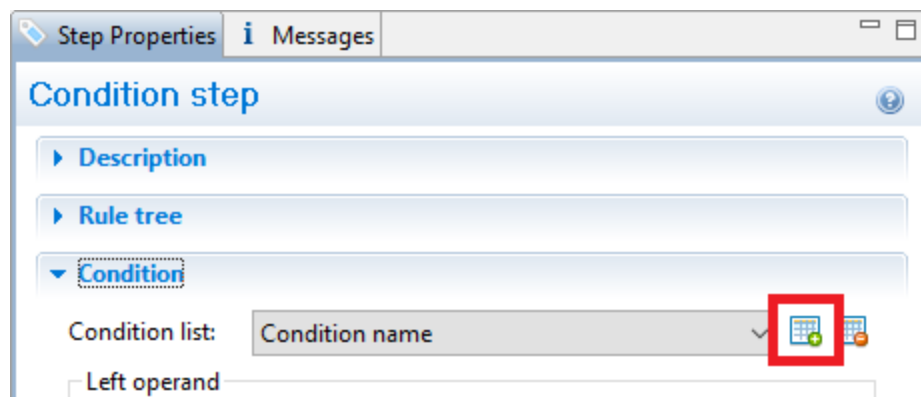 Step Properties i Messages
Condition step
Description
Rule tree
Condition
Condition list: Condition name
Left operand